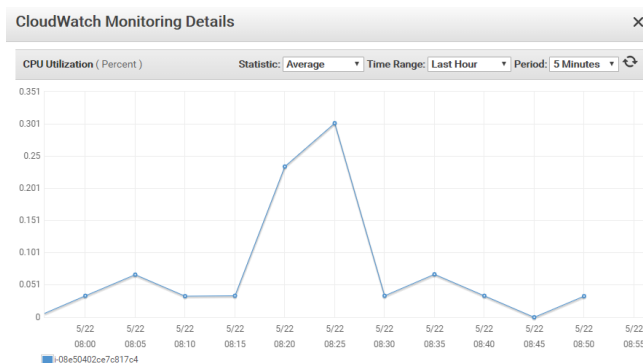 CloudWatch Monitoring Details
CPU Utilization ( Percent ) Statistic: Average Time Range: Last Hour Period: 5 Minutes
0.351
0.301
0.25
0.201
0.151
0.101
0.051
0
5/22 5/22 5/22 5/22 5/22 5/22 5/22 5/22 5/22 5/22 5/22 5/22
08:00 08:05 08:10 08:15 08:20 08:25 08:30 08:35 08:40 08:45 08:50 08:55
i-08e50402ce7c817c4